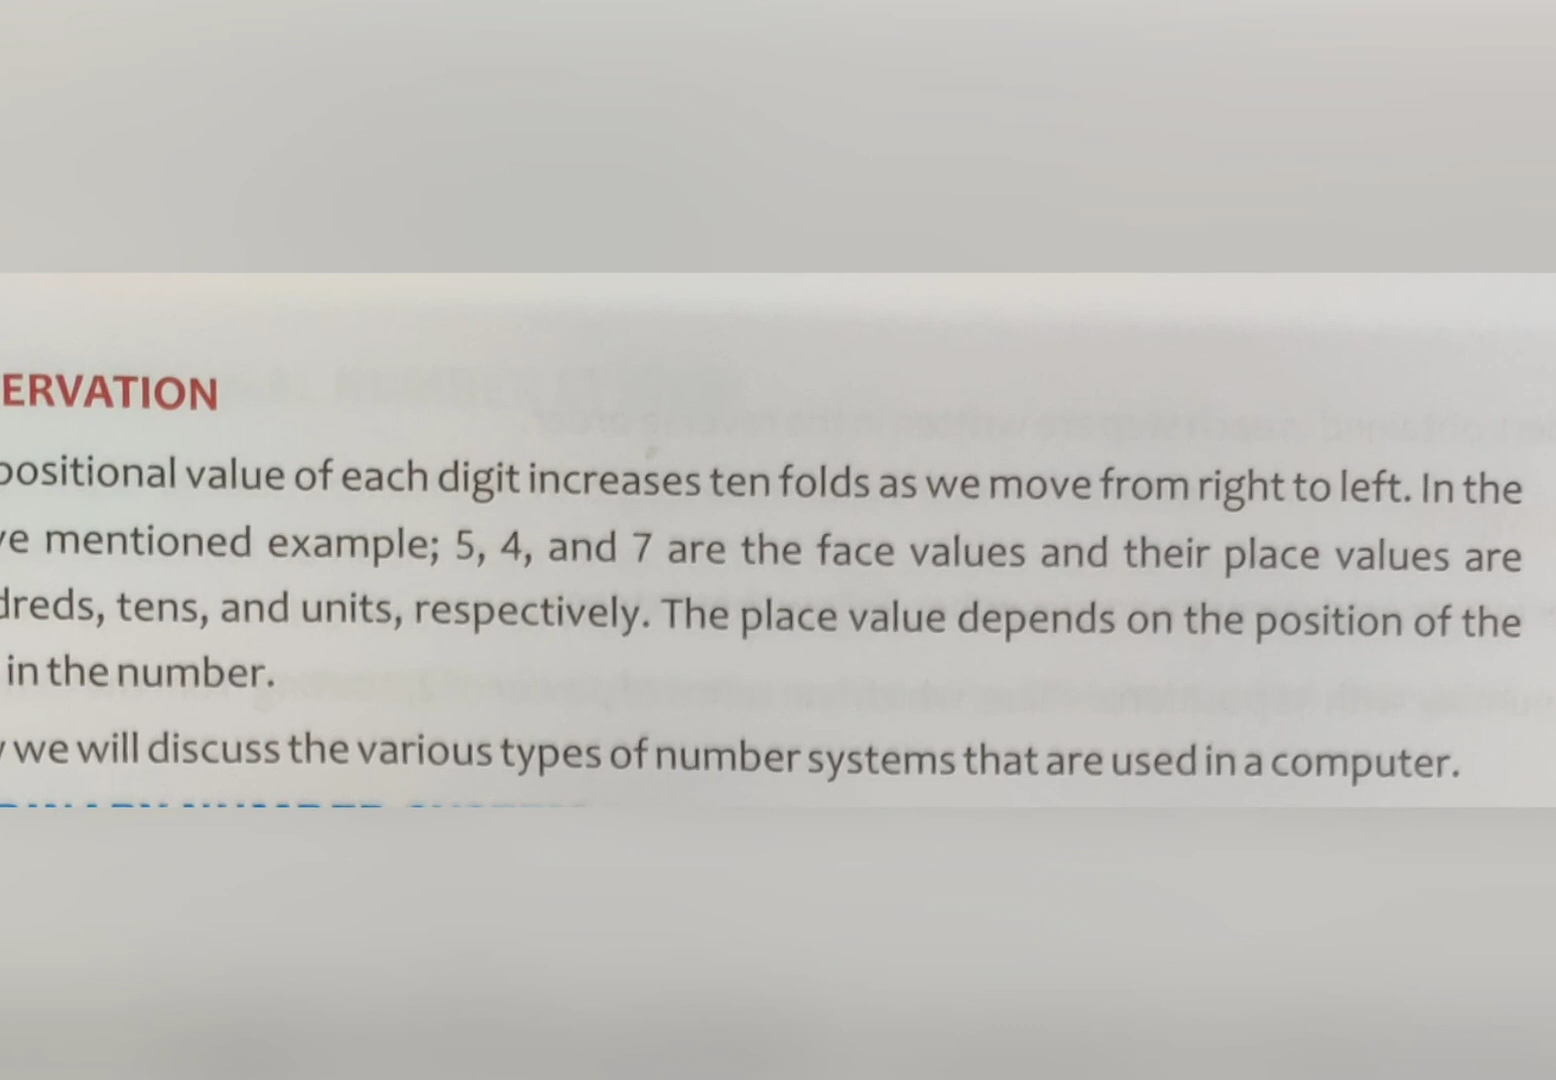 ERVATION
positional value of each digit increases ten folds as we move from right to left. In the
e mentioned example; 5, 4, and 7 are the face values and their place values are
dreds, tens, and units, respectively. The place value depends on the position of the
in the number.
we will discuss the various types of number systems that are used in a computer.